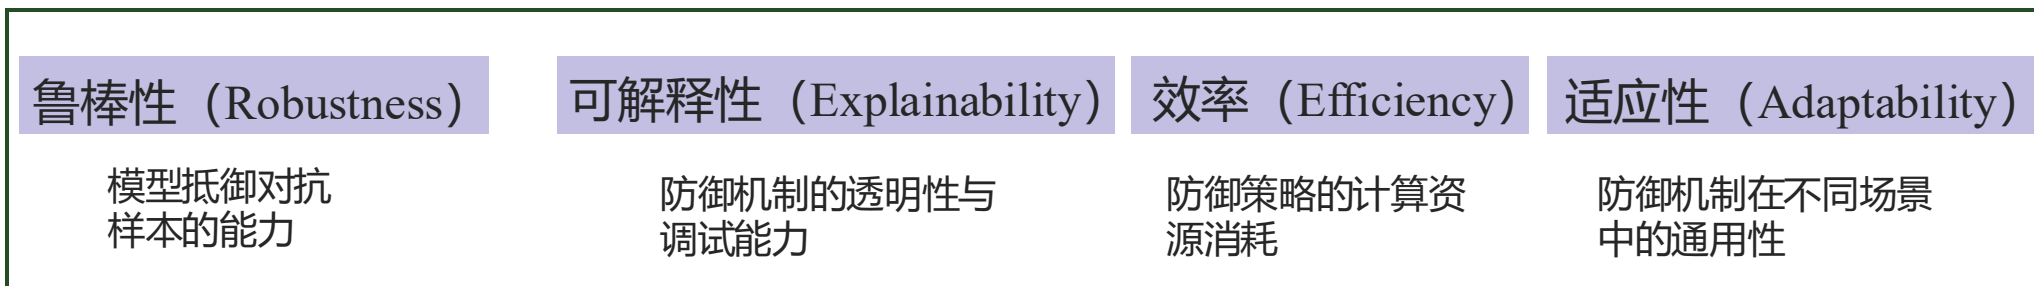 鲁棒性（Robustness）
模型抵御对抗
样本的能力
可解释性（Explainability）
防御机制的透明性与
调试能力
效率（Efficiency）
防御策略的计算资
源消耗
适应性（Adaptability）
防御机制在不同场景
中的通用性